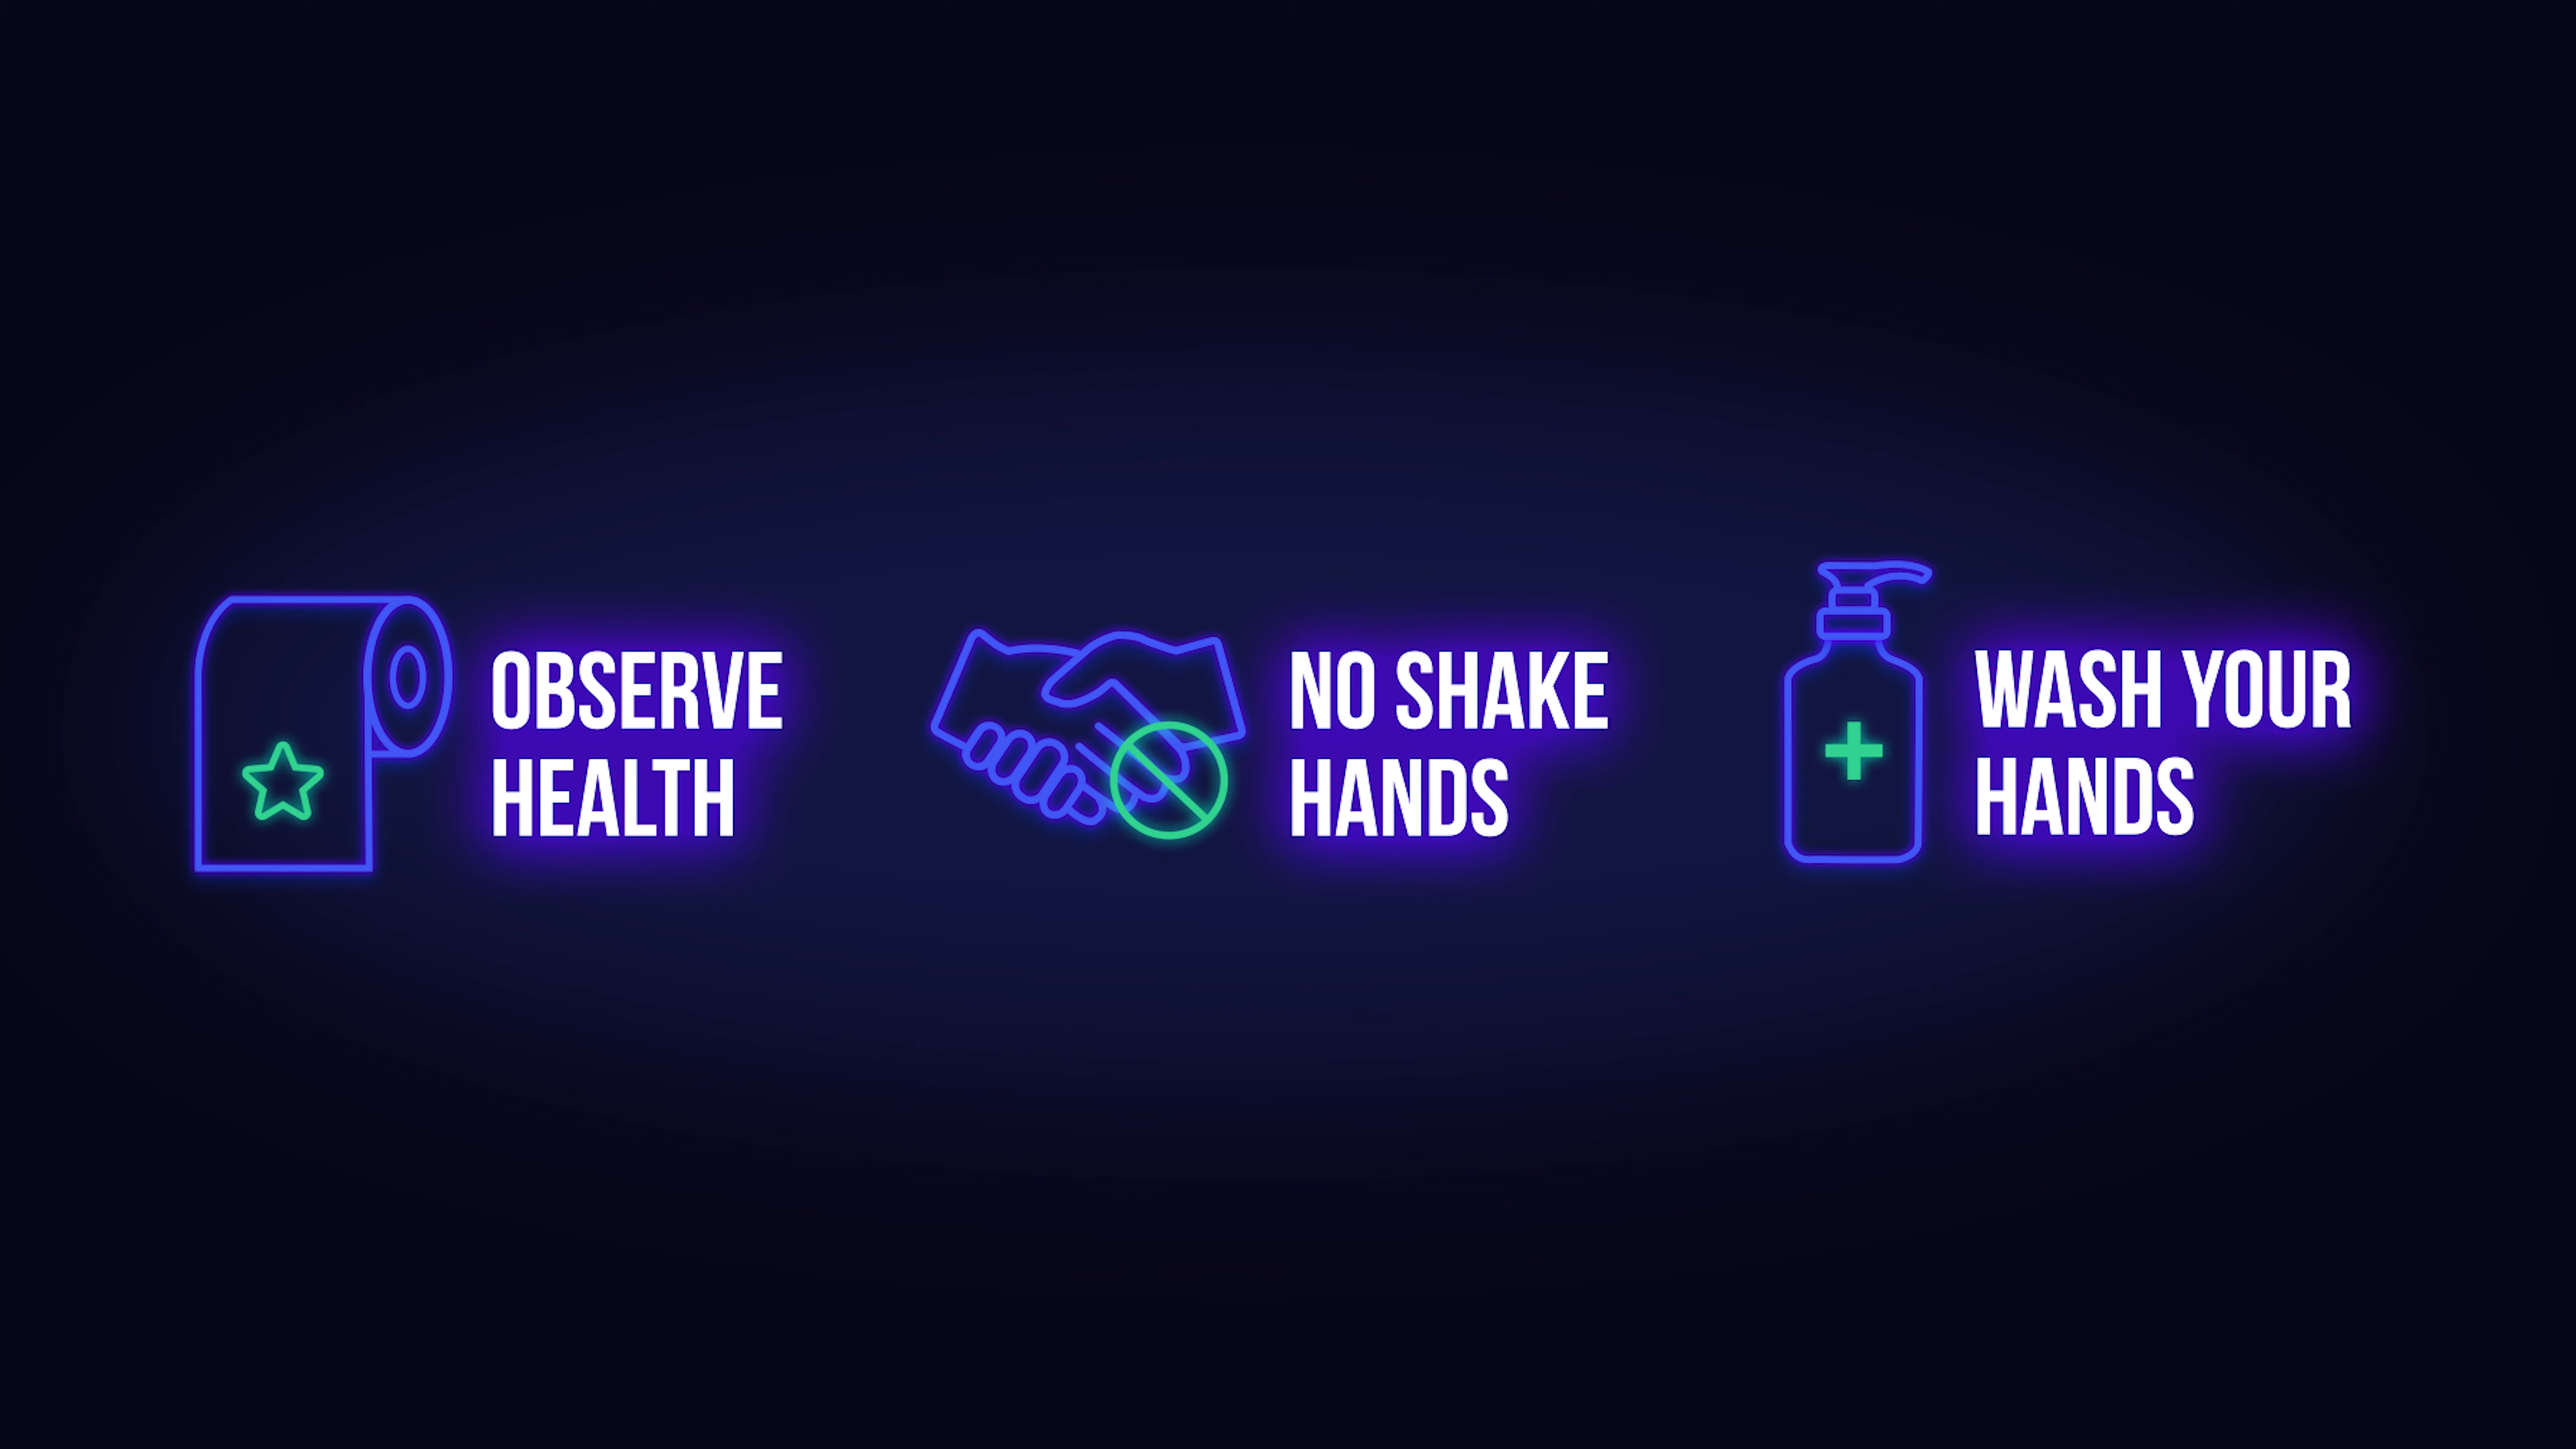 OBSERVE
HEALTH
NO SHAKE
HANDS
WASH YOUR
HANDS